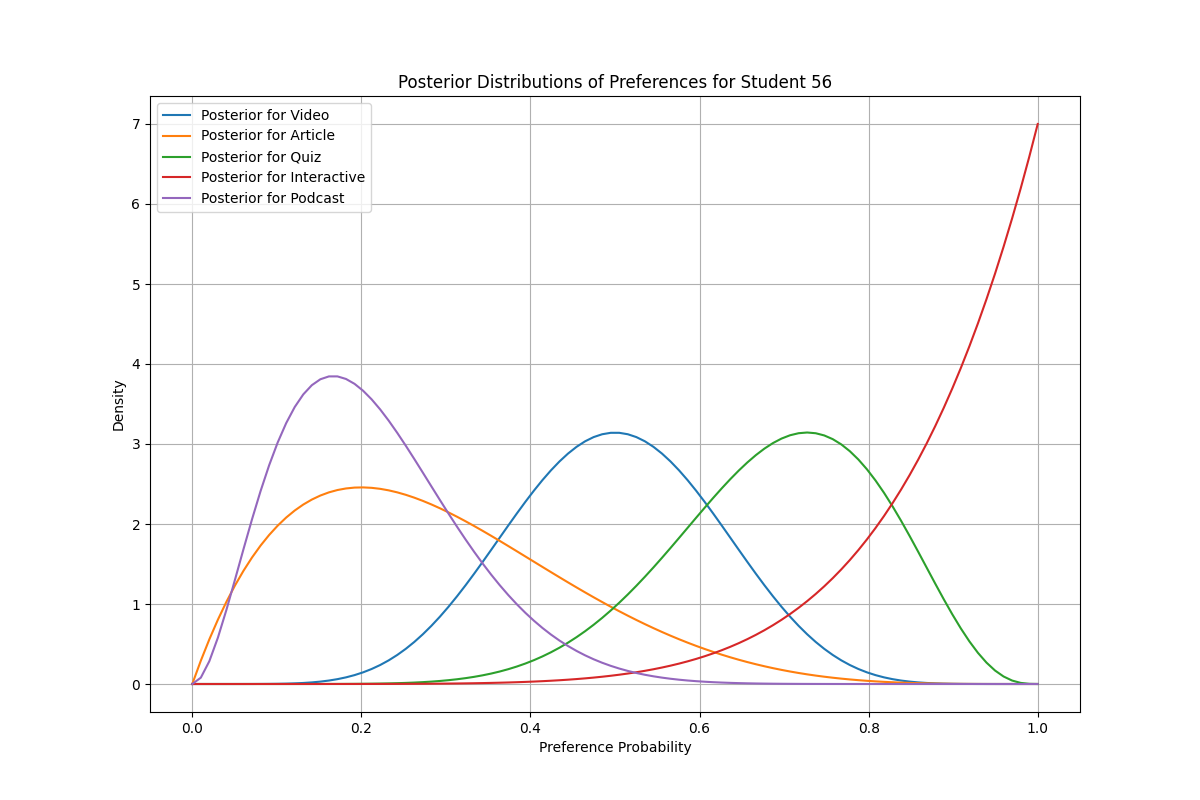 Posterior Distributions of Preferences for Student 56
Posterior for Video
Posterior for Article
Posterior for Quiz
Posterior for Interactive
Posterior for Podcast
7
6
5
4
3
2
1
0
Density
0.0 0.2 0.4 0.6 0.8 1.0
Preference Probability